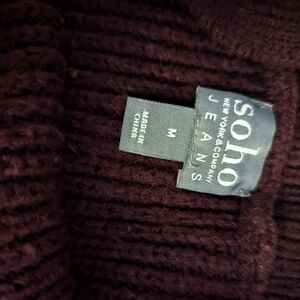 soho
NEW YORK & COMPANY
JEANS
M
MADE IN
CHINA